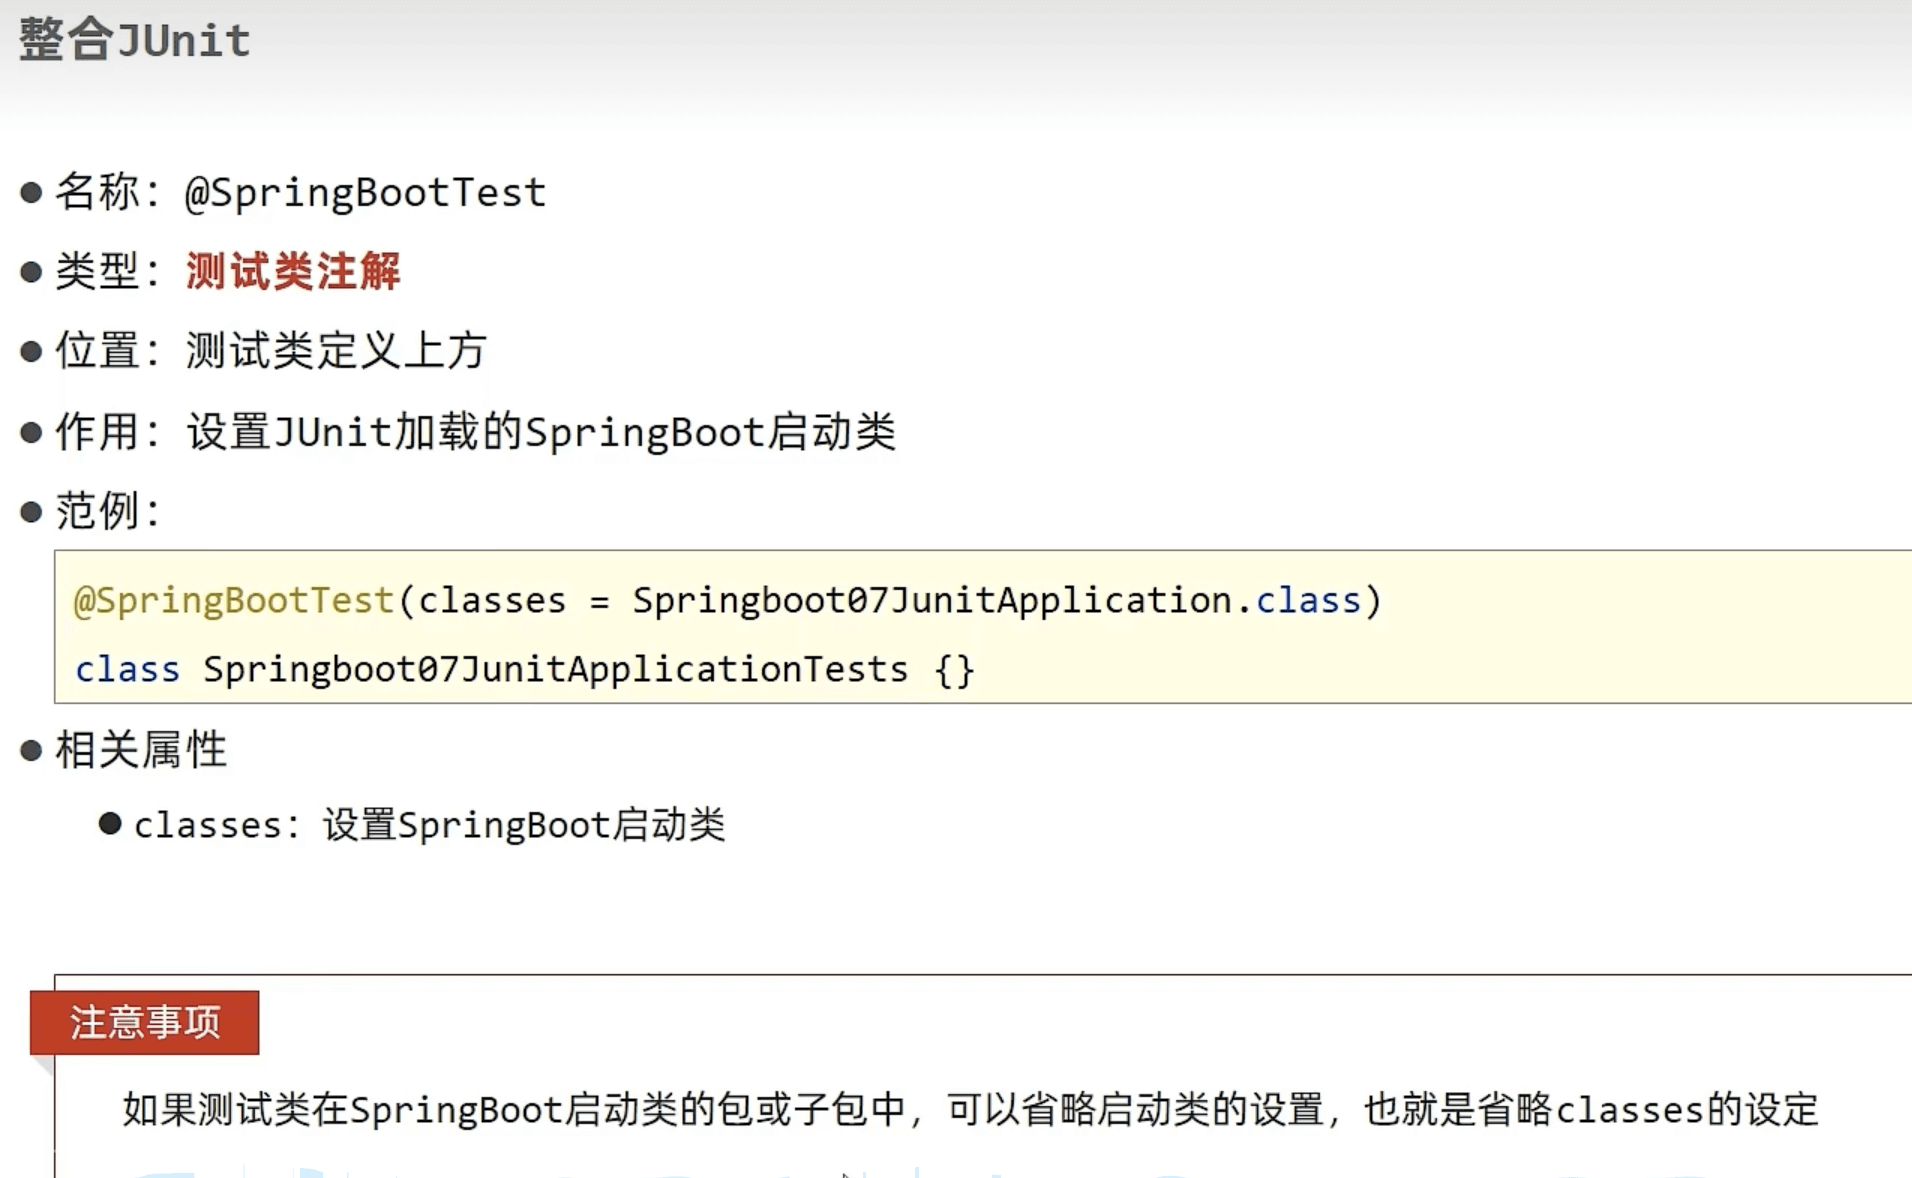 整合JUnit
● 名称：@SpringBootTest
● 类型：测试类注解
● 位置：测试类定义上方
● 作用：设置JUnit加载的SpringBoot启动类
● 范例：
@SpringBootTest(classes = Springboot07JunitApplication.class)
class Springboot07JunitApplicationTests {}
● 相关属性
● classes：设置SpringBoot启动类
注意事项
如果测试类在SpringBoot启动类的包或子包中，可以省略启动类的设置，也就是省略classes的设定